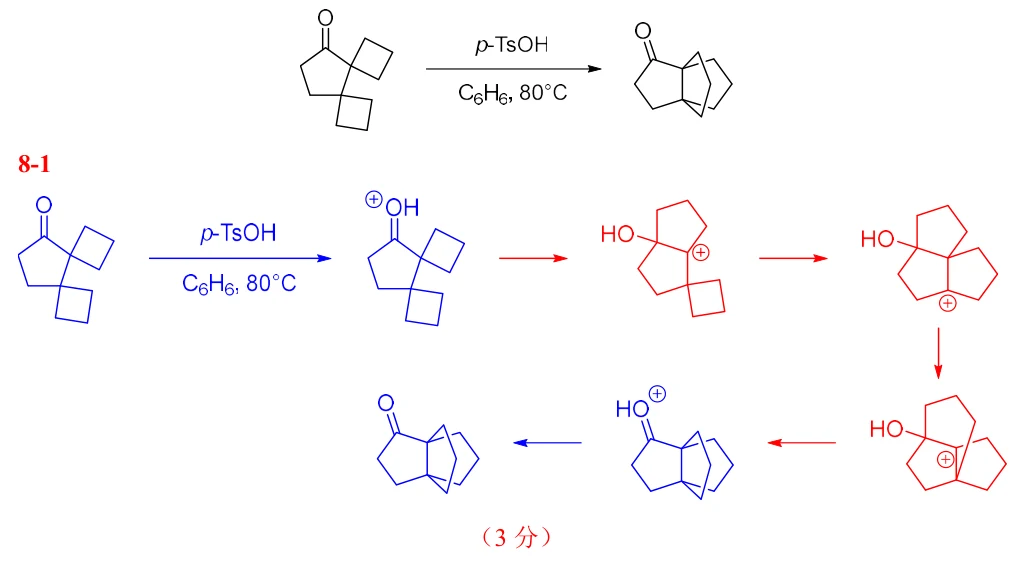 O
O
p-TsOH
C₆H₆, 80°C
8-1
O
p-TsOH
C₆H₆, 80°C
⊕OH
HO
⊕
HO
⊕
O
HO⊕
HO
⊕
（3 分）